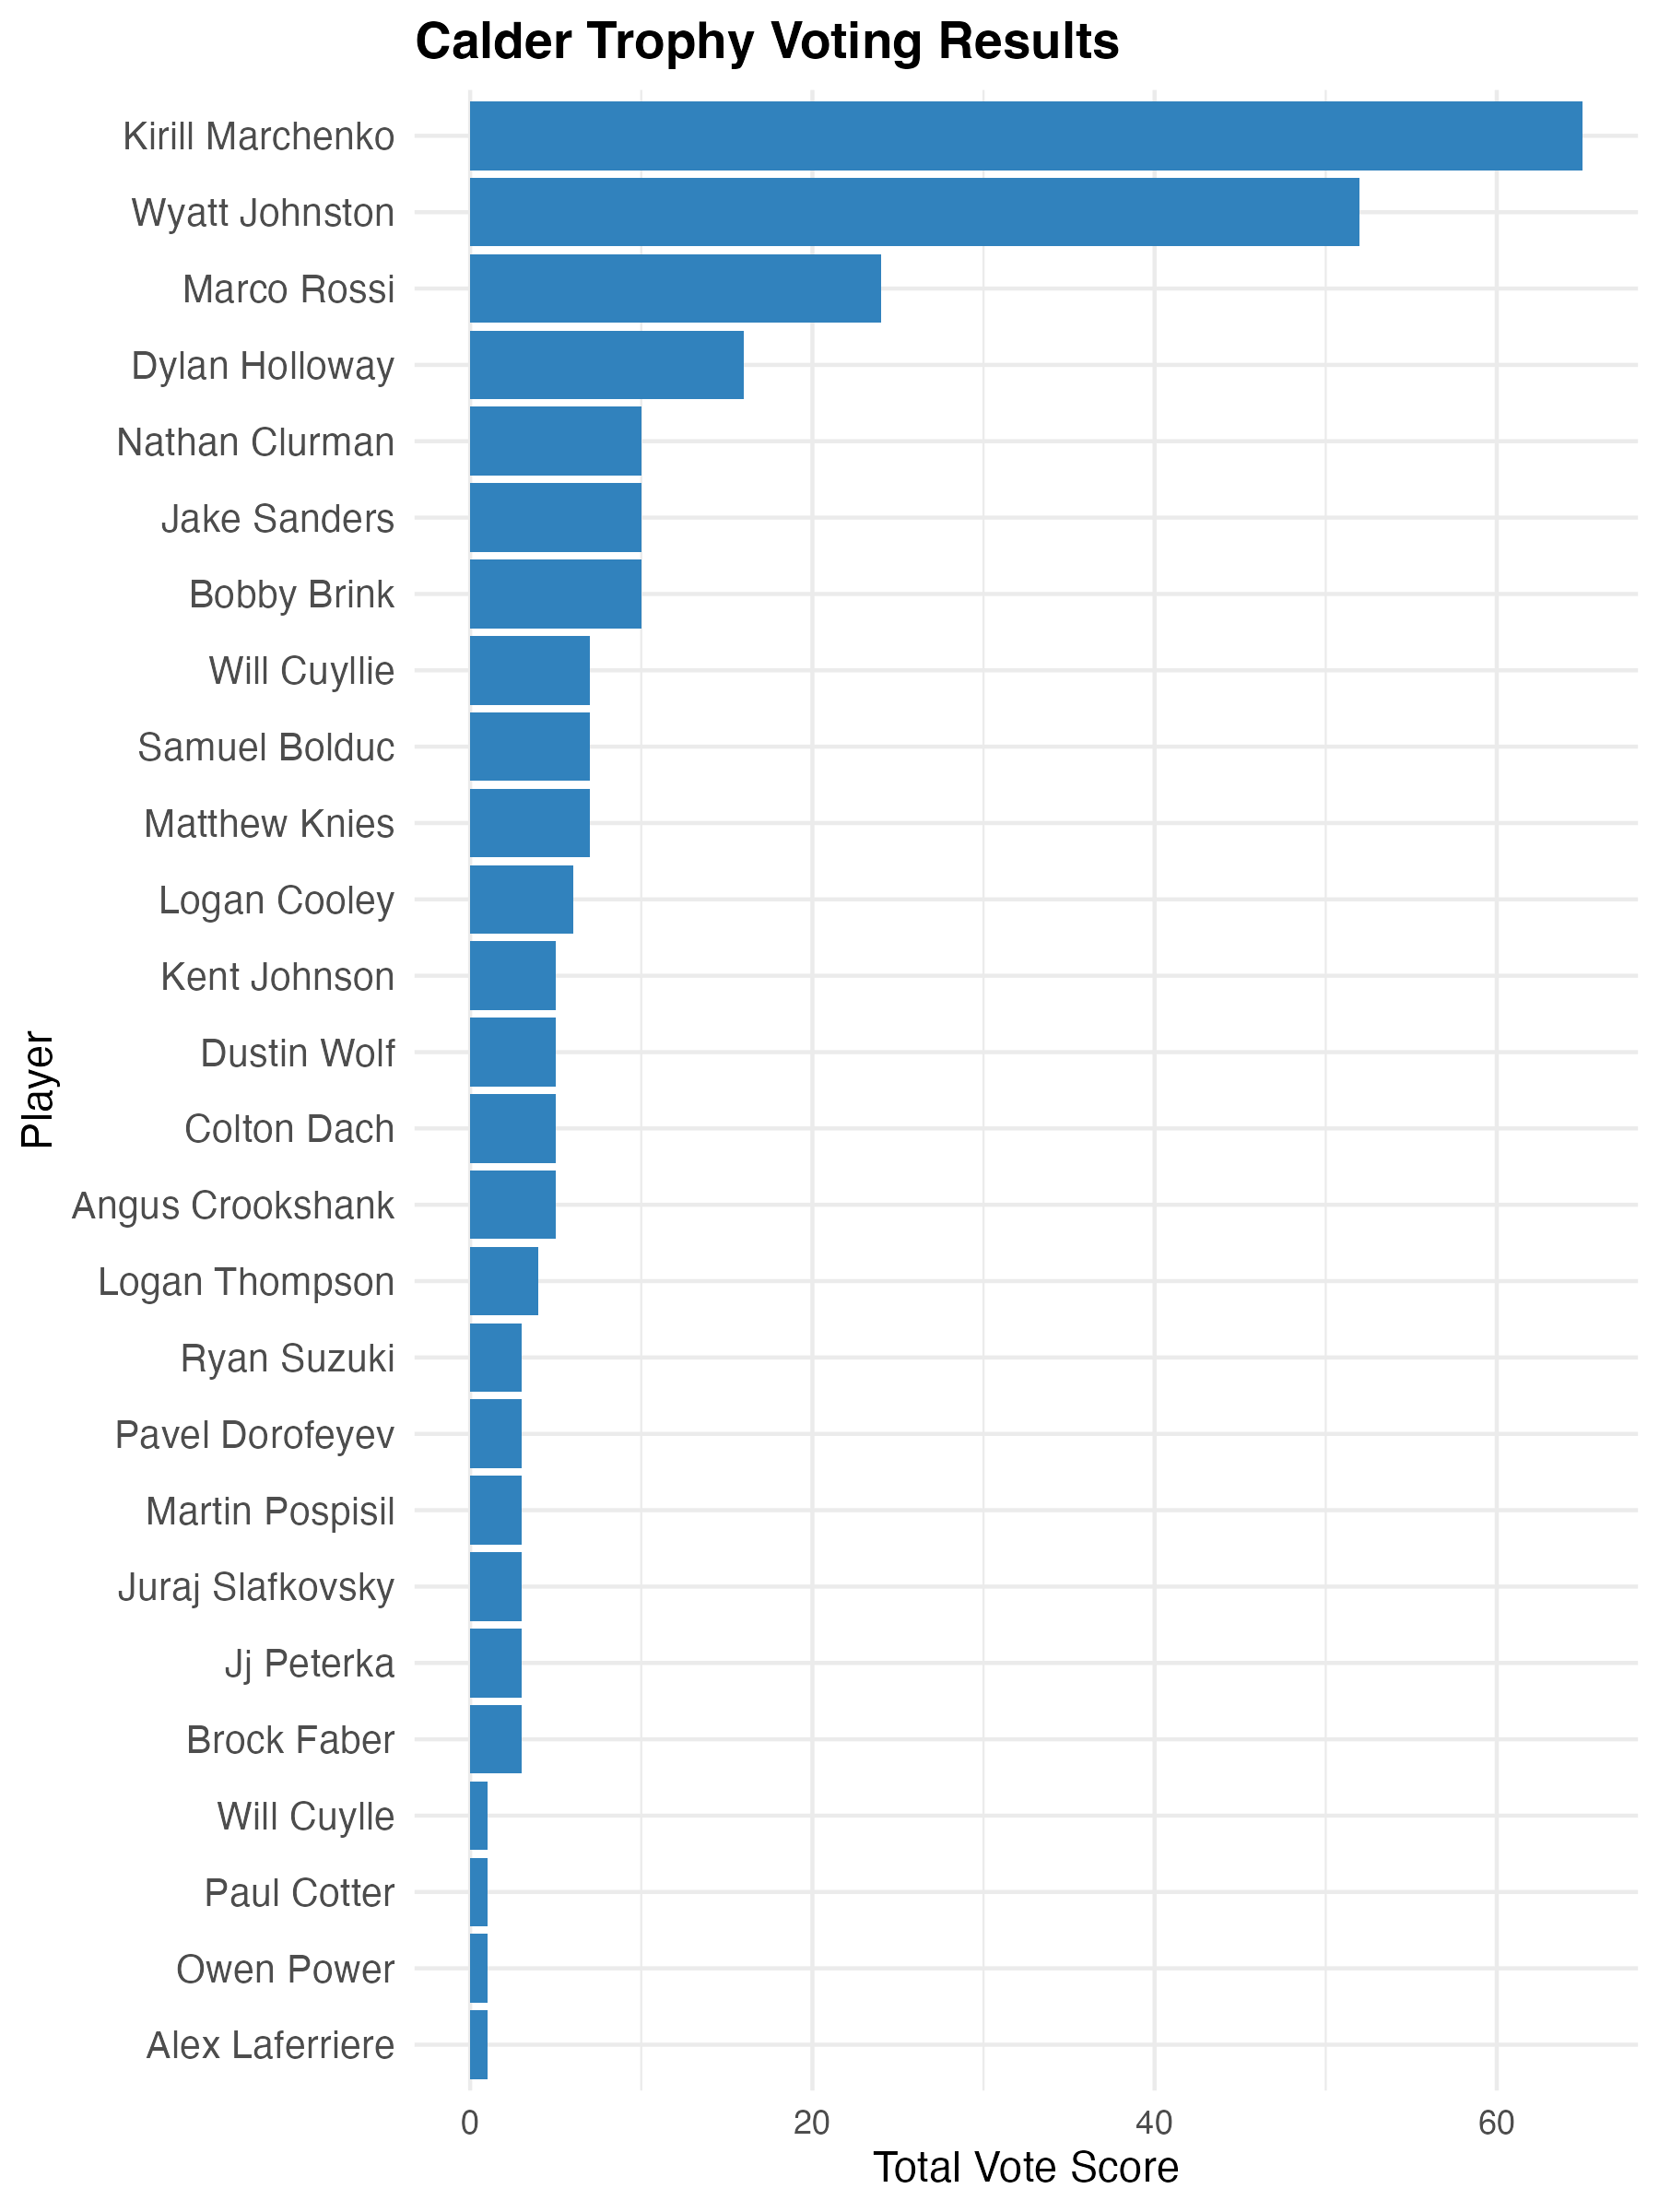 Calder Trophy Voting Results
Kirill Marchenko
Wyatt Johnston
Marco Rossi
Dylan Holloway
Nathan Clurman
Jake Sanders
Bobby Brink
Will Cuyllie
Samuel Bolduc
Matthew Knies
Logan Cooley
Kent Johnson
Dustin Wolf
Colton Dach
Angus Crookshank
Logan Thompson
Ryan Suzuki
Pavel Dorofeyev
Martin Pospisil
Juraj Slafkovsky
Jj Peterka
Brock Faber
Will Cuylle
Paul Cotter
Owen Power
Alex Laferriere
Player
0 20 40 60
Total Vote Score